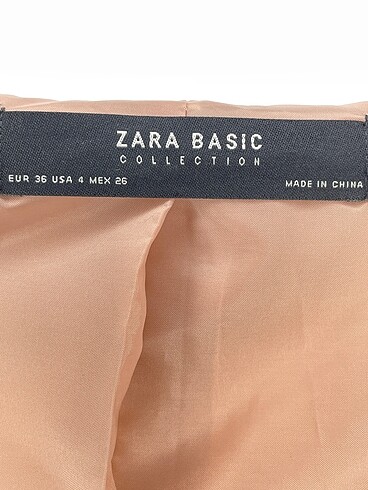 ZARA BASIC
COLLECTION
EUR 36 USA 4 MEX 26
MADE IN CHINA